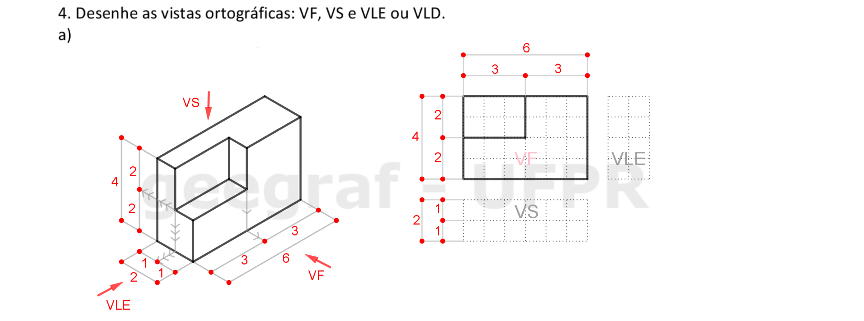 4. Desenhe as vistas ortográficas: VF, VS e VLE ou VLD.
a)
6
3 3
VS
2
4
2
2
4
2
VF VLE
geegraf - UFPR
2
1
1
VS
3
3
6
1
1
2
VF
VLE